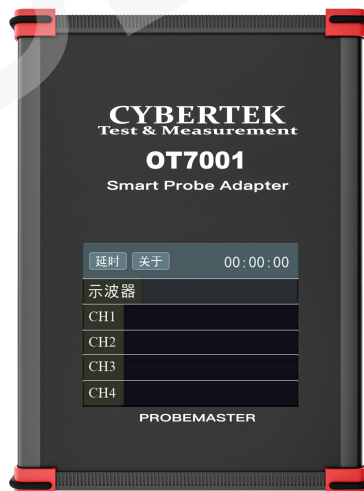 CYBERTEK
Test & Measurement
OT7001
Smart Probe Adapter
延时 关于 00:00:00
示波器
CH1
CH2
CH3
CH4
PROBEMASTER